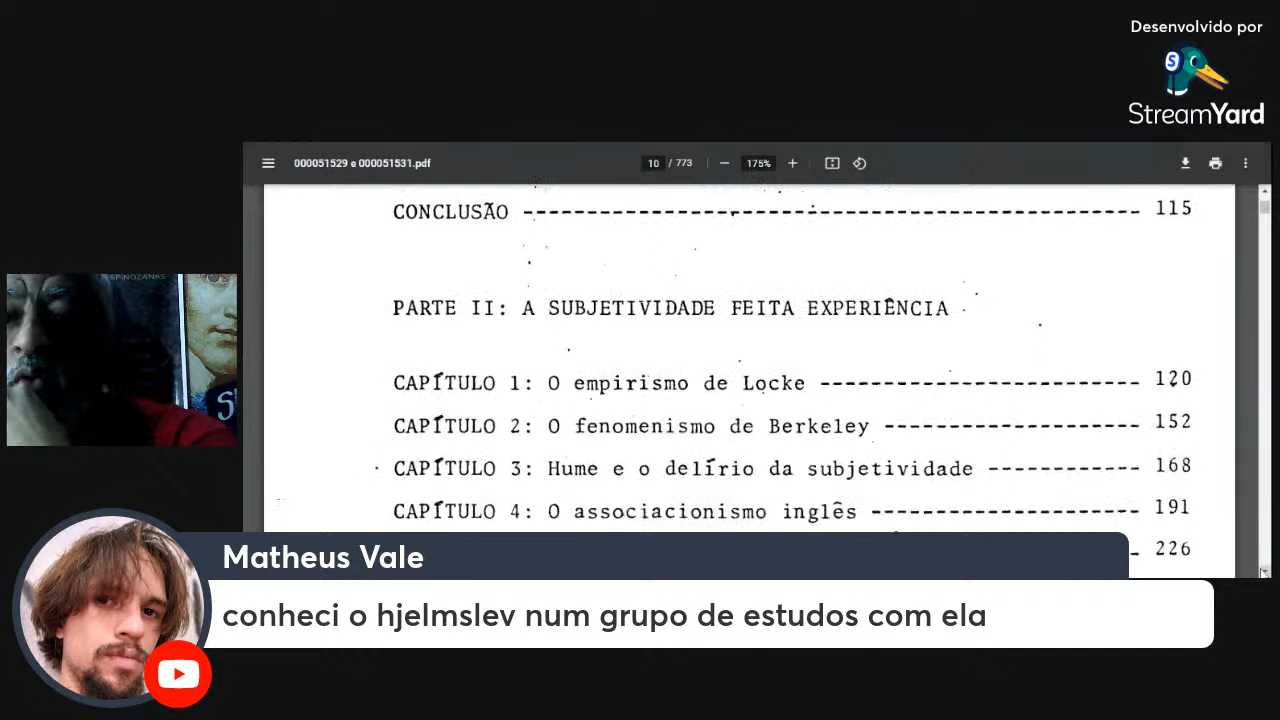 Desenvolvido por
S
StreamYard
000051529 e 000051531.pdf
10 / 773
175%
CONCLUSÃO ------------------------------------------------ 115
PARTE II: A SUBJETIVIDADE FEITA EXPERIÊNCIA
CAPÍTULO 1: O empirismo de Locke ------------------------- 120
CAPÍTULO 2: O fenomenismo de Berkeley -------------------- 152
CAPÍTULO 3: Hume e o delírio da subjetividade ------------ 168
CAPÍTULO 4: O associacionismo inglês --------------------- 191
226
SPINOZANAS
Matheus Vale
conheci o hjelmslev num grupo de estudos com ela